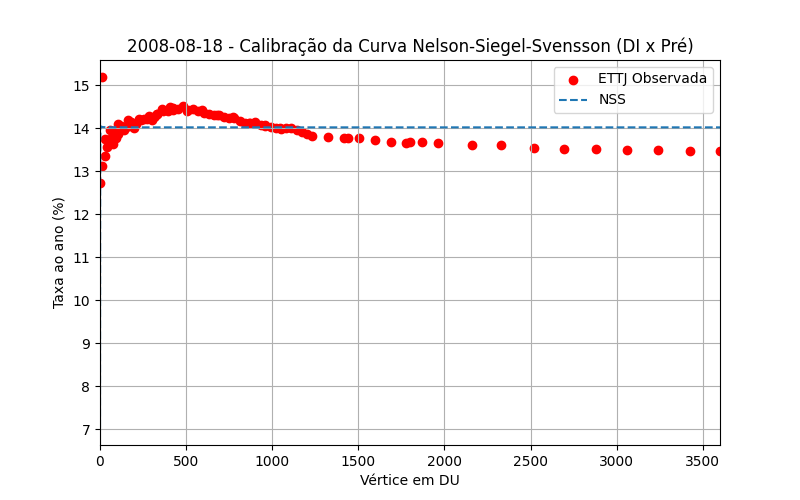 2008-08-18 - Calibração da Curva Nelson-Siegel-Svensson (DI x Pré)
ETTJ Observada
NSS
Taxa ao ano (%)
15
14
13
12
11
10
9
8
7
0 500 1000 1500 2000 2500 3000 3500
Vértice em DU